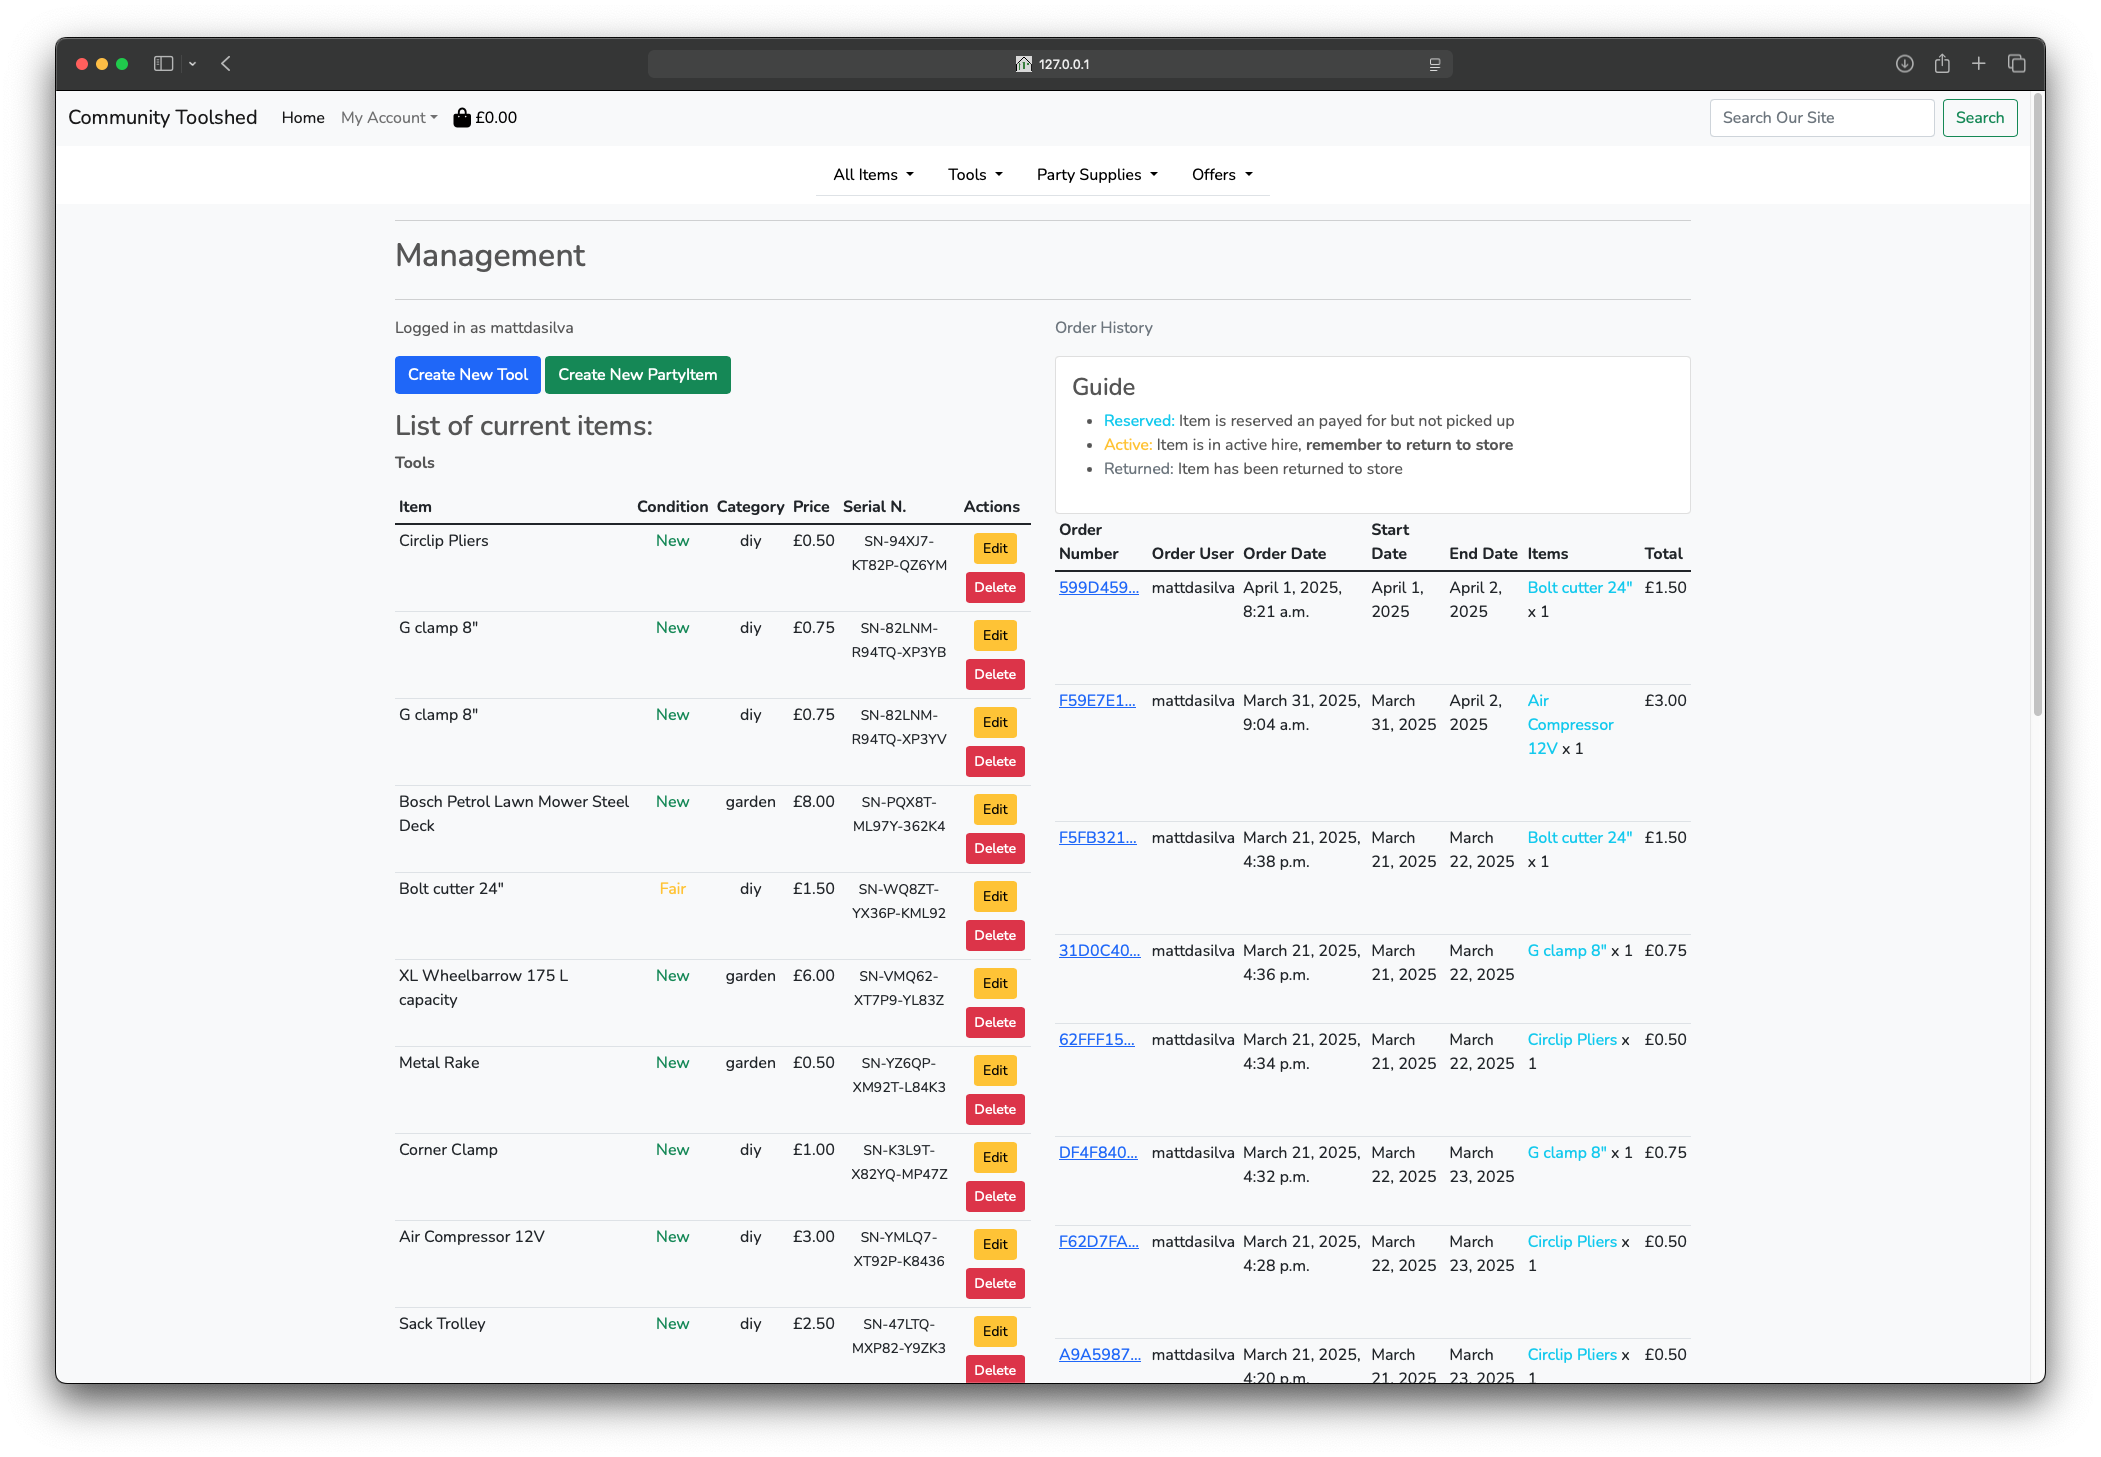 127.0.0.1
Community Toolshed Home My Account £0.00 Search Our Site Search
All Items Tools Party Supplies Offers
Management
Logged in as mattdasilva
Create New Tool Create New PartyItem
List of current items:
Tools
Item Condition Category Price Serial N. Actions
Circlip Pliers New diy £0.50 SN-94XJ7- Edit
KT82P-QZ6YM
Delete
G clamp 8" New diy £0.75 SN-82LNM- Edit
R94TQ-XP3YB
Delete
G clamp 8" New diy £0.75 SN-82LNM- Edit
R94TQ-XP3YV
Delete
Bosch Petrol Lawn Mower Steel New garden £8.00 SN-PQX8T- Edit
Deck ML97Y-362K4
Delete
Bolt cutter 24" Fair diy £1.50 SN-WQ8ZT- Edit
YX36P-KML92
Delete
XL Wheelbarrow 175 L New garden £6.00 SN-VMQ62- Edit
capacity XT7P9-YL83Z
Delete
Metal Rake New garden £0.50 SN-YZ6QP- Edit
XM92T-L84K3
Delete
Corner Clamp New diy £1.00 SN-K3L9T- Edit
X82YQ-MP47Z
Delete
Air Compressor 12V New diy £3.00 SN-YMLQ7- Edit
XT92P-K8436
Delete
Sack Trolley New diy £2.50 SN-47LTQ- Edit
MXP82-Y9ZK3
Delete
Order History
Guide
• Reserved: Item is reserved an payed for but not picked up
• Active: Item is in active hire, remember to return to store
• Returned: Item has been returned to store
Order Start
Number Order User Order Date Date End Date Items Total
599D459... mattdasilva April 1, 2025, April 1, April 2, Bolt cutter 24" £1.50
8:21 a.m. 2025 2025 x 1
F59E7E1... mattdasilva March 31, 2025, March April 2, Air £3.00
9:04 a.m. 31, 2025 2025 Compressor
12V x 1
F5FB321... mattdasilva March 21, 2025, March March Bolt cutter 24" £1.50
4:38 p.m. 21, 2025 22, 2025 x 1
31D0C40... mattdasilva March 21, 2025, March March G clamp 8" x 1 £0.75
4:36 p.m. 21, 2025 22, 2025
62FFF15... mattdasilva March 21, 2025, March March Circlip Pliers x £0.50
4:34 p.m. 21, 2025 22, 2025 1
DF4F840... mattdasilva March 21, 2025, March March G clamp 8" x 1 £0.75
4:32 p.m. 22, 2025 23, 2025
F62D7FA... mattdasilva March 21, 2025, March March Circlip Pliers x £0.50
4:28 p.m. 22, 2025 23, 2025 1
A9A5987... mattdasilva March 21, 2025, March March Circlip Pliers x £0.50
4:20 p.m. 21, 2025 23, 2025 1